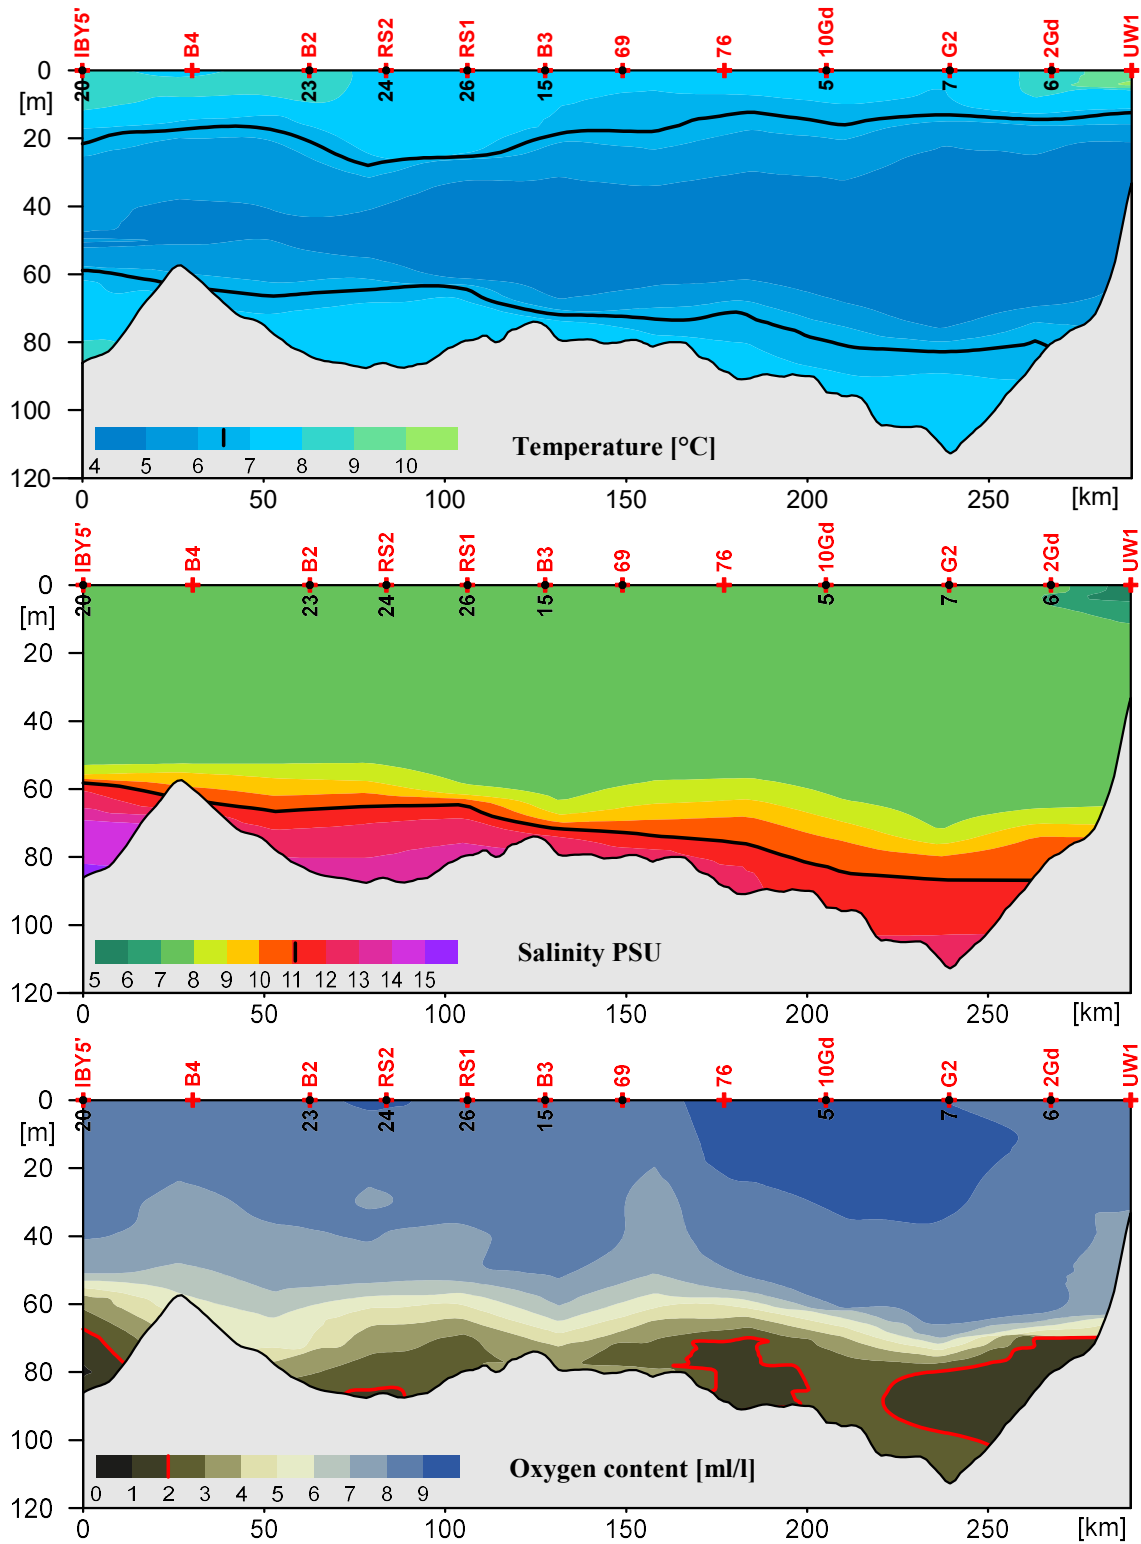 IBY5' B4 B2 RS2 RS1 B3 69 76 10Gd G2 2Gd UW1
0
[m]
20 23 24 26 15 5 7 6
20
40
60
80
100
120
4 5 6 7 8 9 10
Temperature [°C]
0 50 100 150 200 250 [km]
IBY5' B4 B2 RS2 RS1 B3 69 76 10Gd G2 2Gd UW1
0
[m]
20 23 24 26 15 5 7 6
20
40
60
80
100
120
5 6 7 8 9 10 11 12 13 14 15
Salinity PSU
0 50 100 150 200 250 [km]
IBY5' B4 B2 RS2 RS1 B3 69 76 10Gd G2 2Gd UW1
0
[m]
20 23 24 26 15 5 7 6
20
40
60
80
100
120
0 1 2 3 4 5 6 7 8 9
Oxygen content [ml/l]
0 50 100 150 200 250 [km]